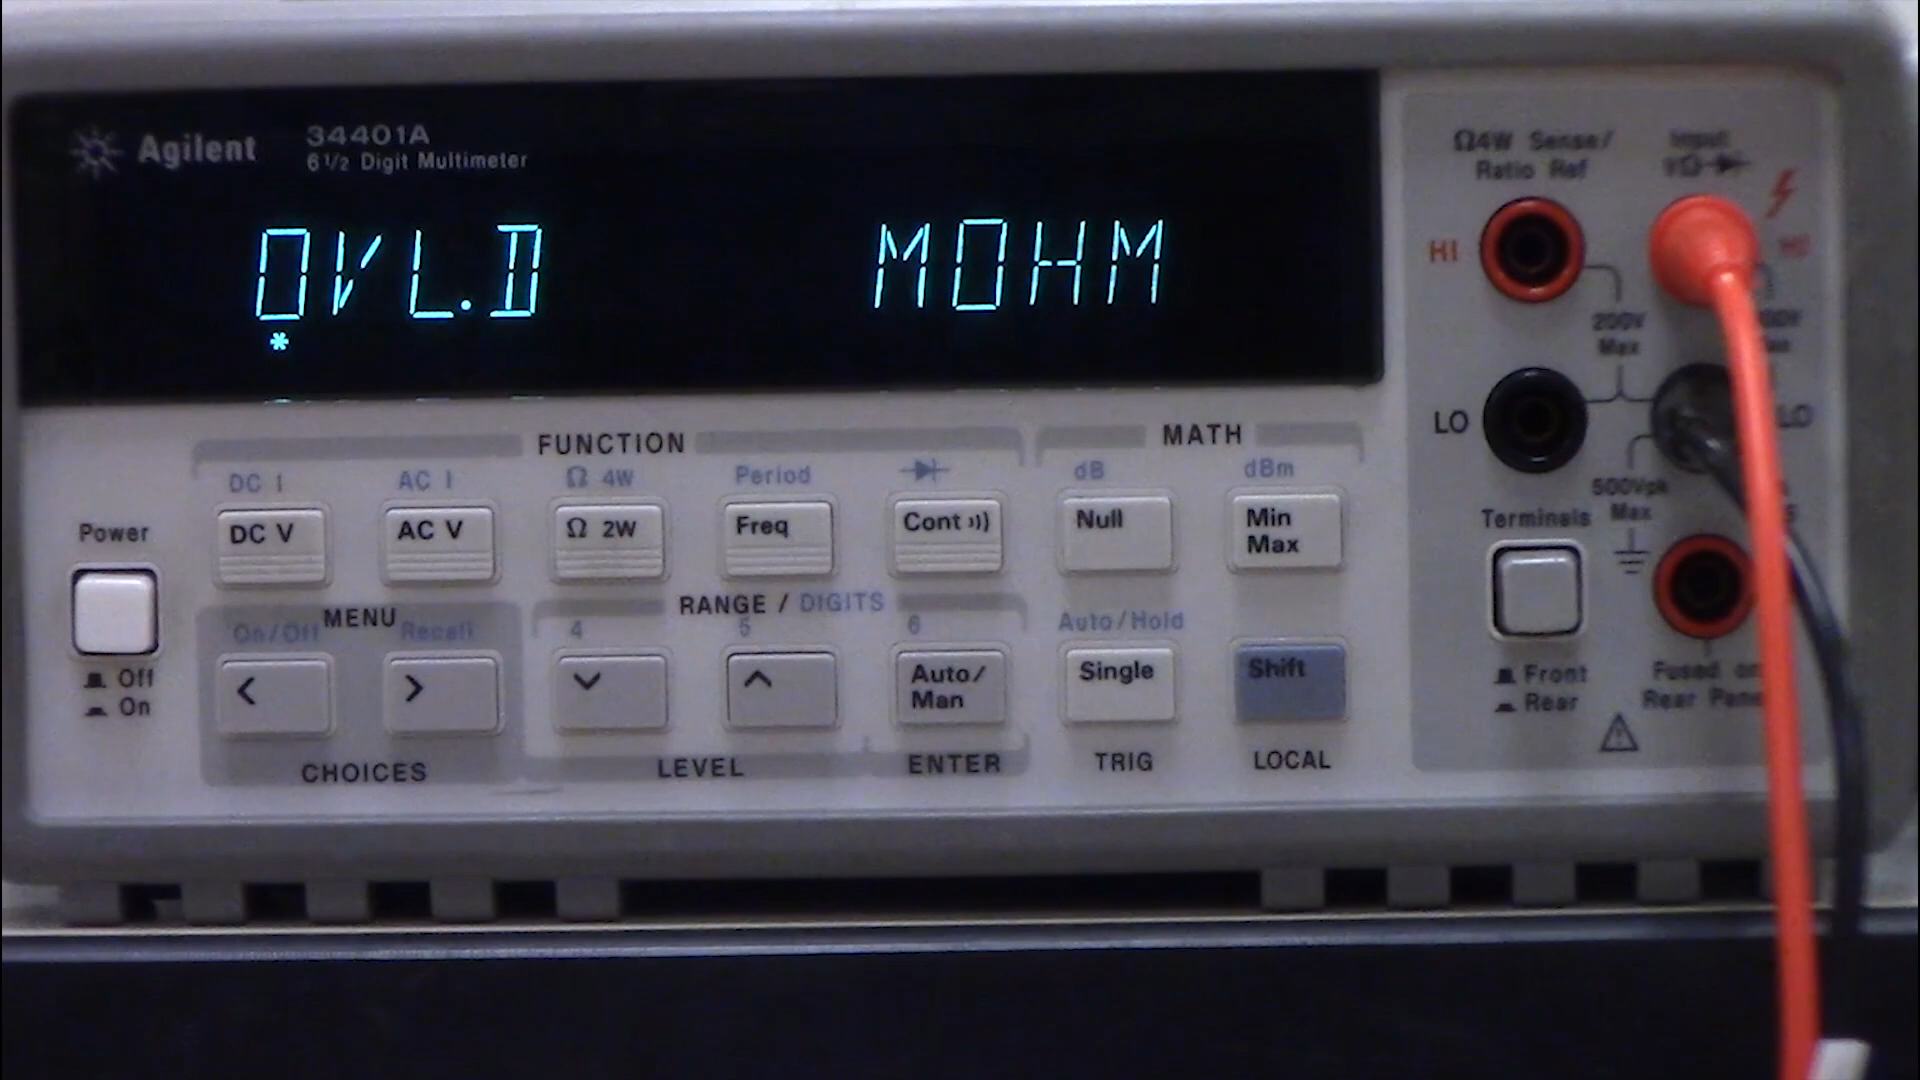 Agilent
34401A
6 1/2 Digit Multimeter
OVL.D MOHM
*
Ω4W Sense/
Ratio Ref
Input
VΩ
HI
HI
200V
Max
LO
LO
500Vpk
Max
Terminals
Front
Rear
Fused on
Rear Panel
FUNCTION
MATH
DC I
AC I
Ω 4W
Period
dB
dBm
Power
DC V
AC V
Ω 2W
Freq
Cont
Null
Min
Max
Off
On
MENU
RANGE / DIGITS
On/Off
Recall
4
5
6
Auto/Hold
<
>
Auto/
Man
Single
Shift
CHOICES
LEVEL
ENTER
TRIG
LOCAL